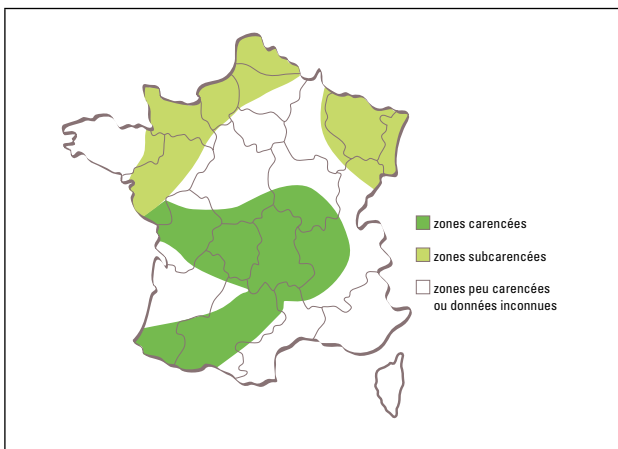 zones carencées
zones subcarencées
zones peu carencées
ou données inconnues